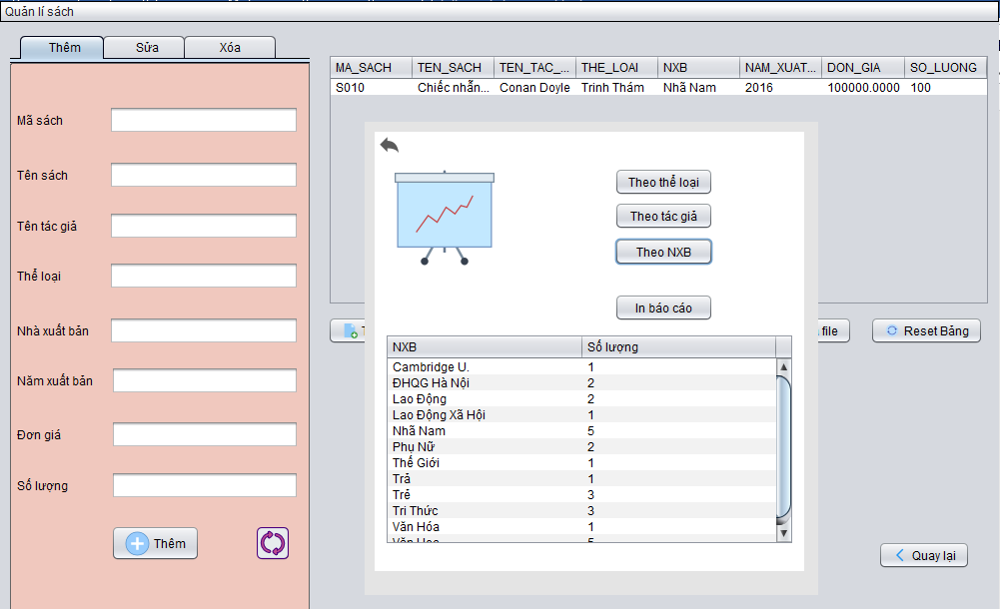 Quản lí sách
Thêm Sửa Xóa
MA_SACH TEN_SACH TEN_TAC_... THE_LOAI NXB NAM_XUAT... DON_GIA SO_LUONG
S010 Chiếc nhẫn... Conan Doyle Trinh Thám Nhã Nam 2016 100000.0000 100
Mã sách
Tên sách
Tên tác giả
Thể loại
Nhà xuất bản
Năm xuất bản
Đơn giá
Số lượng
Thêm
Theo thể loại
Theo tác giả
Theo NXB
In báo cáo
NXB Số lượng
Cambridge U. 1
ĐHQG Hà Nội 2
Lao Động 2
Lao Động Xã Hội 1
Nhã Nam 5
Phụ Nữ 2
Thế Giới 1
Trả 1
Trẻ 3
Tri Thức 3
Văn Hóa 1
Văn Học 5
file
Reset Bảng
Quay lại